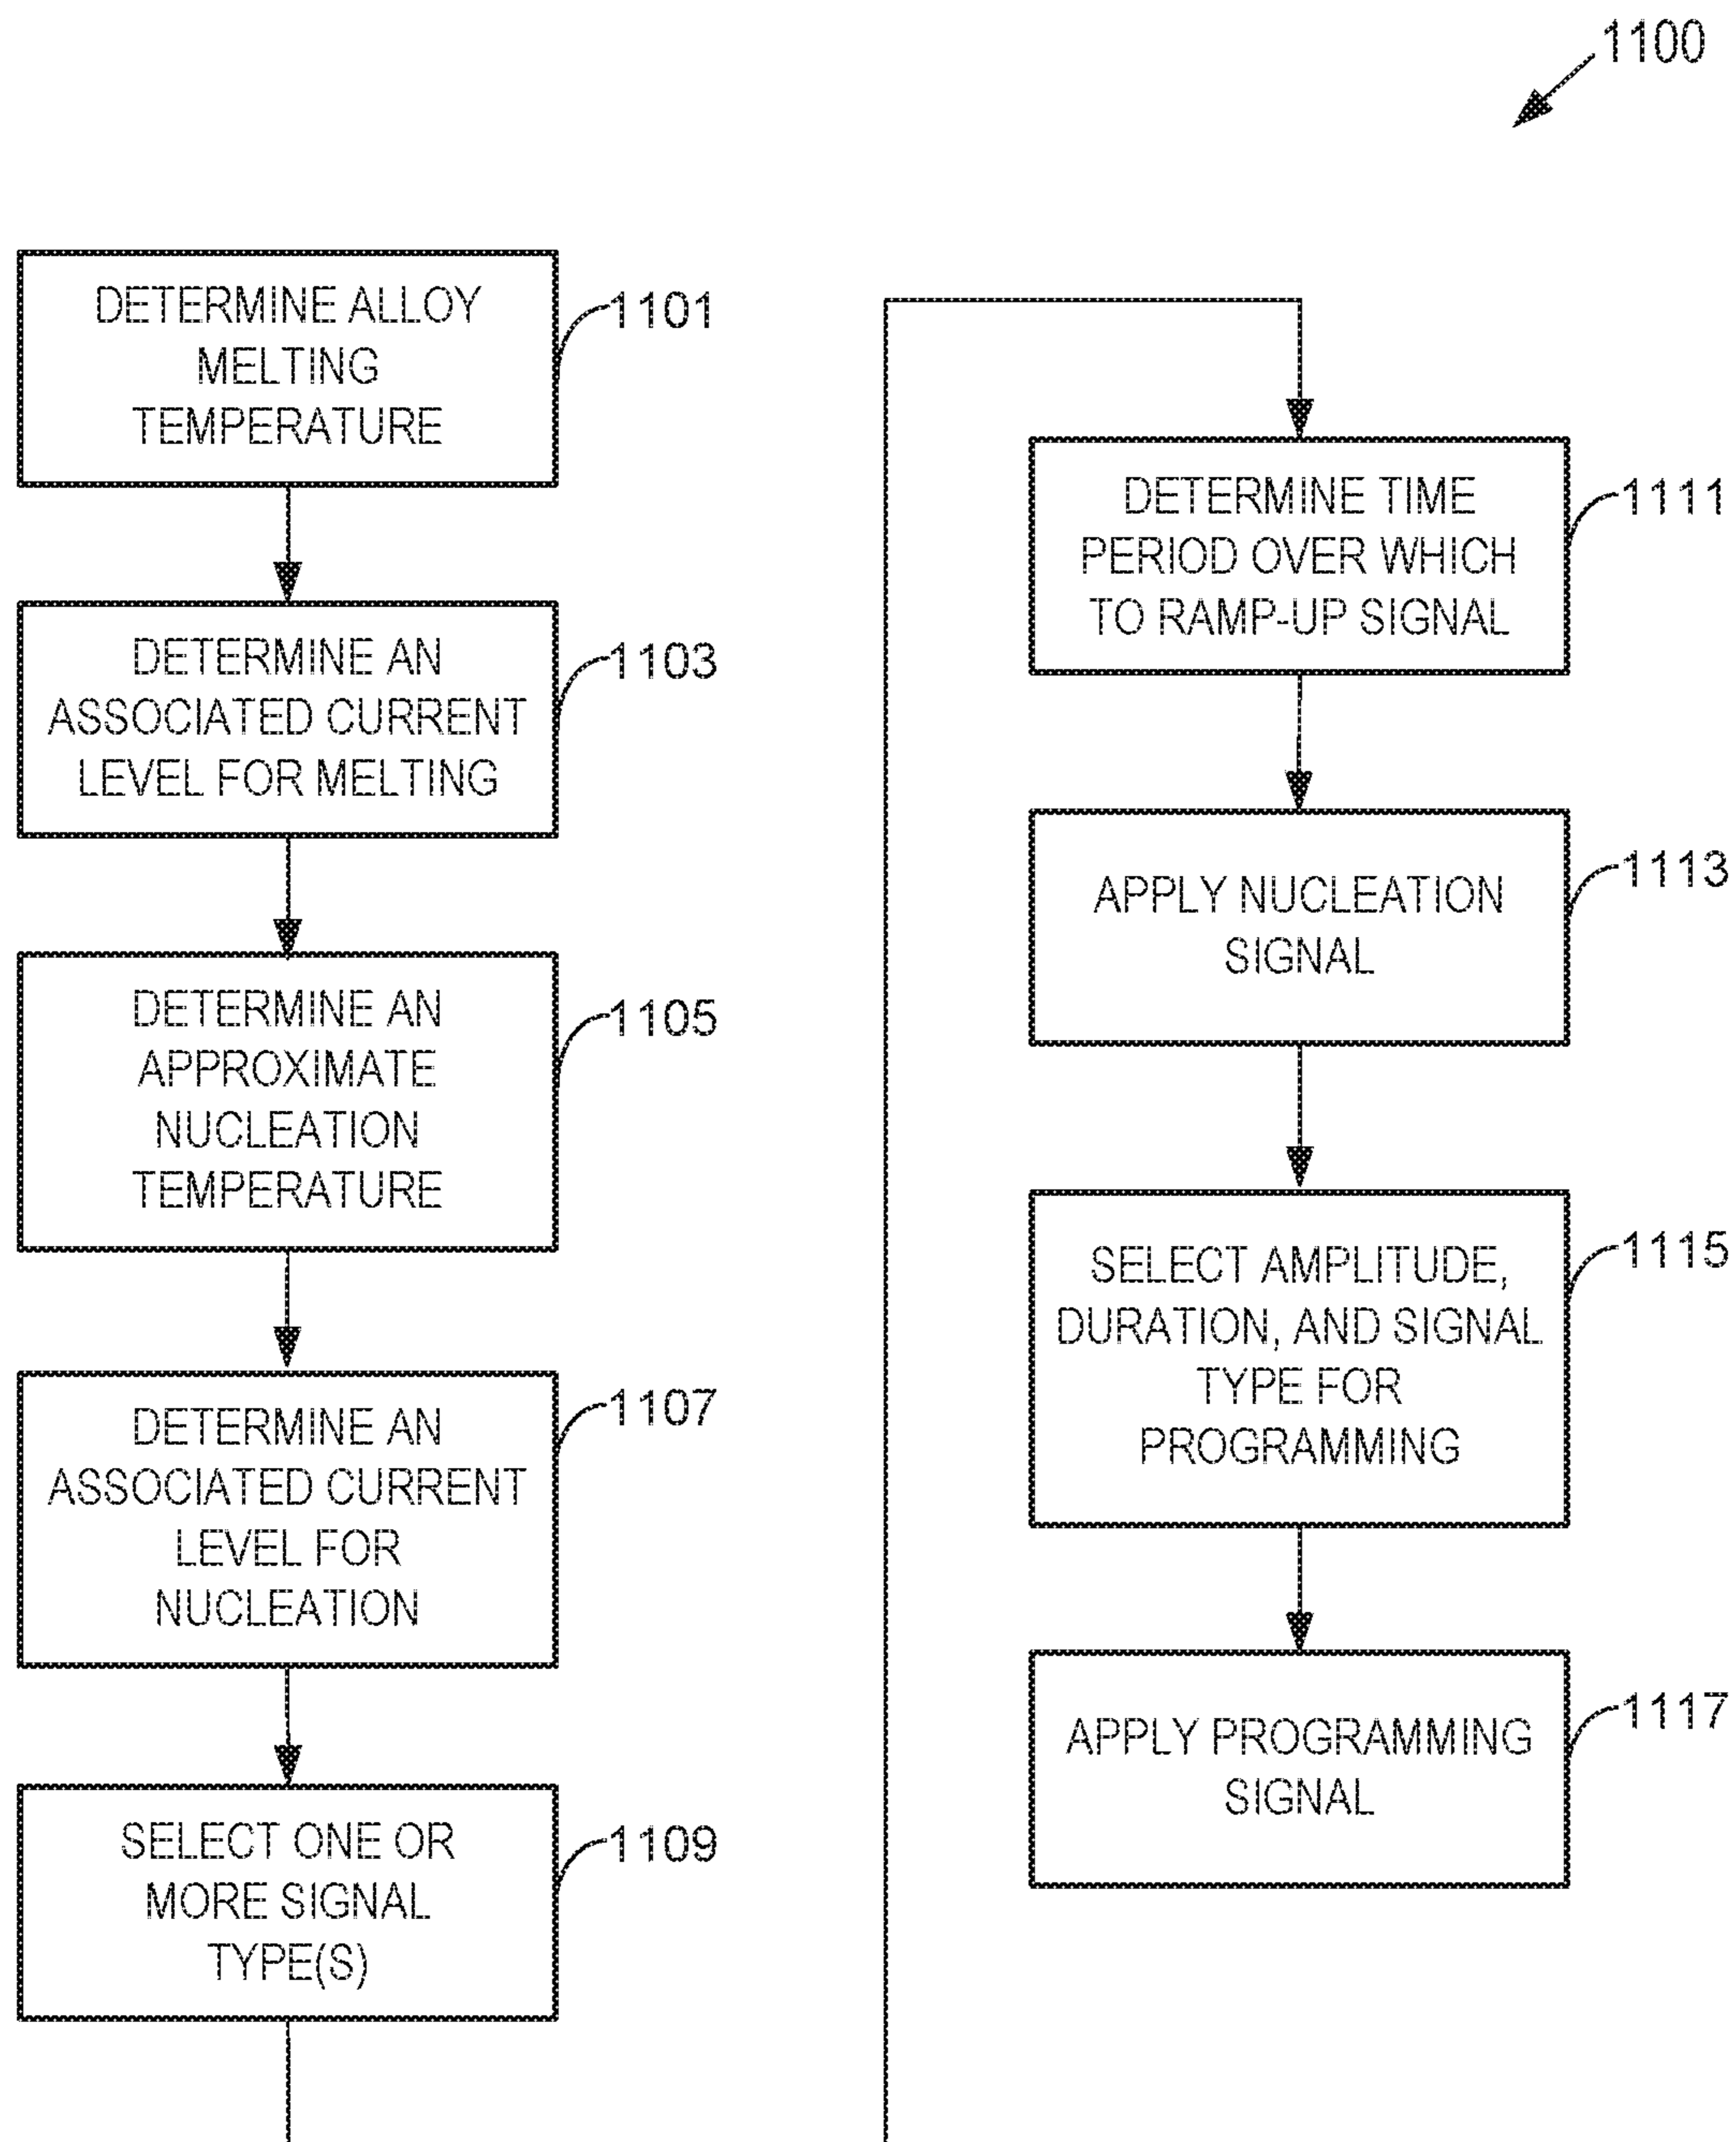 1100
DETERMINE ALLOY
MELTING
TEMPERATURE
1101
DETERMINE AN
ASSOCIATED CURRENT
LEVEL FOR MELTING
1103
DETERMINE AN
APPROXIMATE
NUCLEATION
TEMPERATURE
1105
DETERMINE AN
ASSOCIATED CURRENT
LEVEL FOR
NUCLEATION
1107
SELECT ONE OR
MORE SIGNAL
TYPE(S)
1109
DETERMINE TIME
PERIOD OVER WHICH
TO RAMP-UP SIGNAL
1111
APPLY NUCLEATION
SIGNAL
1113
SELECT AMPLITUDE,
DURATION, AND SIGNAL
TYPE FOR
PROGRAMMING
1115
APPLY PROGRAMMING
SIGNAL
1117